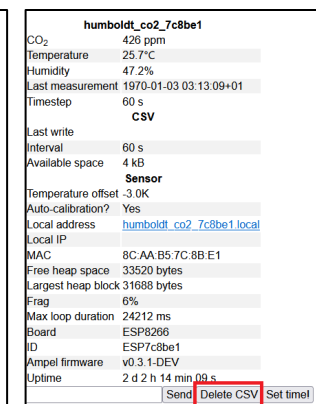 humboldt_co2_7c8be1
CO2 426 ppm
Temperature 25.7°C
Humidity 47.2%
Last measurement 1970-01-03 03:13:09+01
Timestep 60 s
CSV
Last write
Interval 60 s
Available space 4 kB
Sensor
Temperature offset -3.0K
Auto-calibration? Yes
Local address humboldt_co2_7c8be1.local
Local IP
MAC 8C:AA:B5:7C:8B:E1
Free heap space 33520 bytes
Largest heap block 31688 bytes
Frag 6%
Max loop duration 24212 ms
Board ESP8266
ID ESP7c8be1
Ampel firmware v0.3.1-DEV
Uptime 2 d 2 h 14 min 09 s
Send Delete CSV Set time!